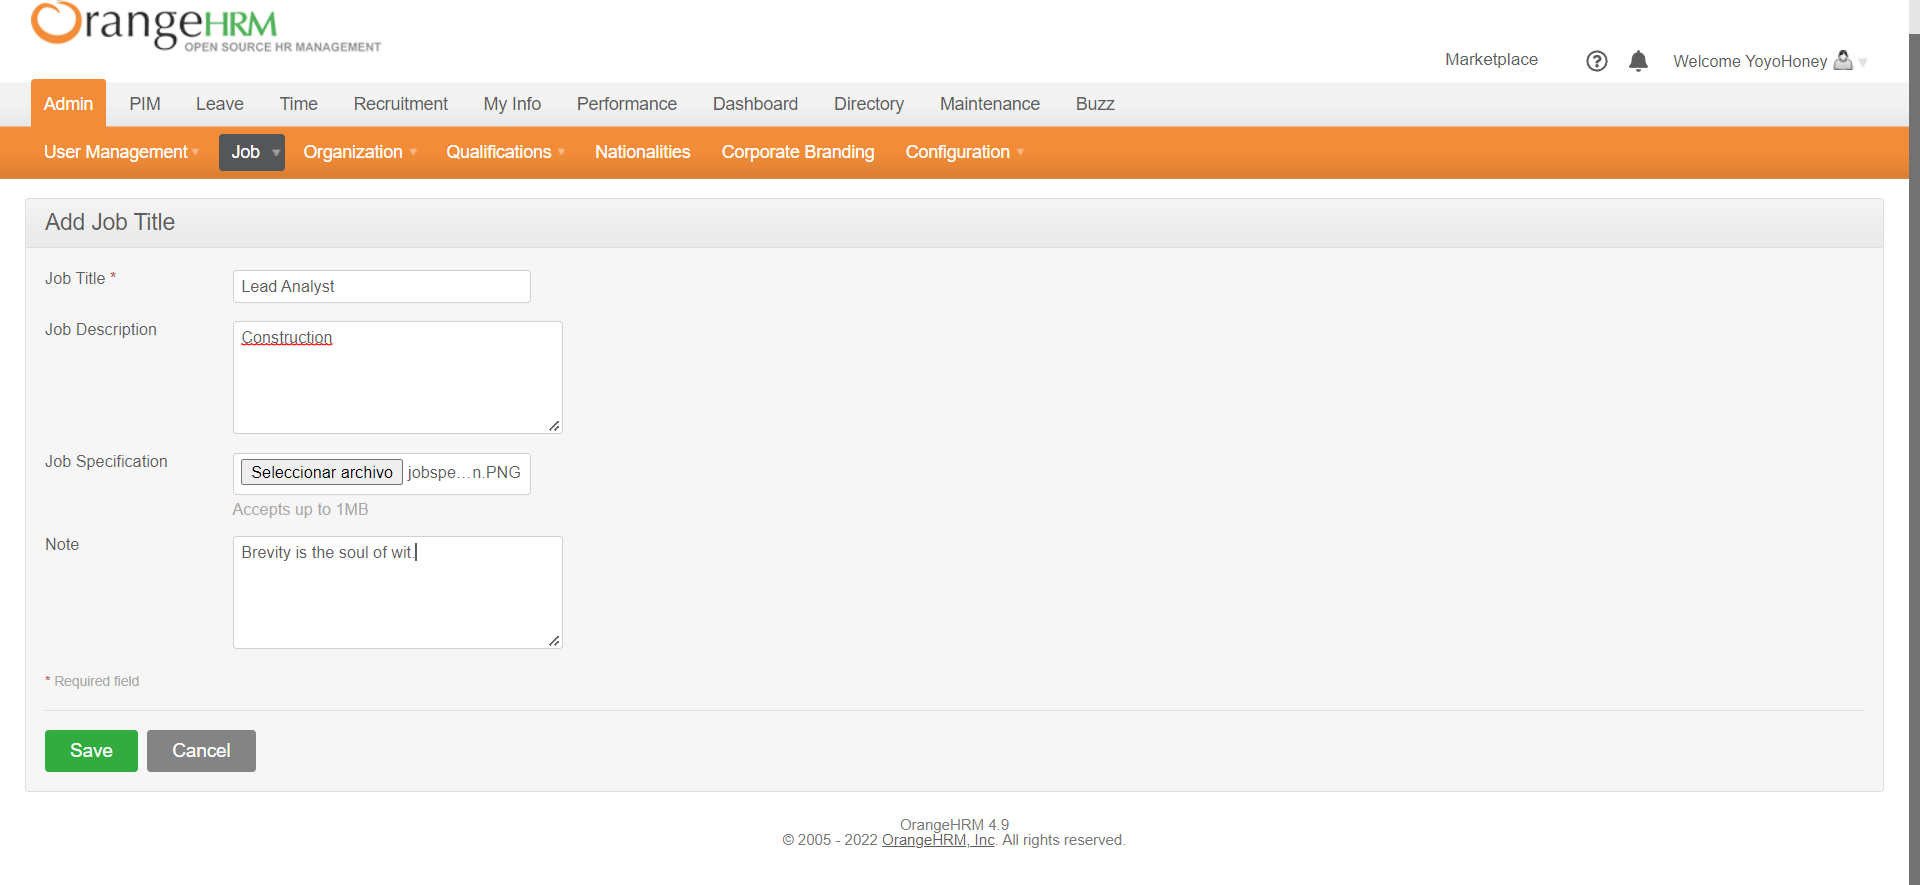 OrangeHRM
OPEN SOURCE HR MANAGEMENT
Marketplace
Welcome YoyoHoney
Admin PIM Leave Time Recruitment My Info Performance Dashboard Directory Maintenance Buzz
User Management Job Organization Qualifications Nationalities Corporate Branding Configuration
Add Job Title
Job Title * Lead Analyst
Job Description Construction
Job Specification Seleccionar archivo jobspe...n.PNG
Accepts up to 1MB
Note Brevity is the soul of wit.
* Required field
Save Cancel
OrangeHRM 4.9
© 2005 - 2022 OrangeHRM, Inc. All rights reserved.